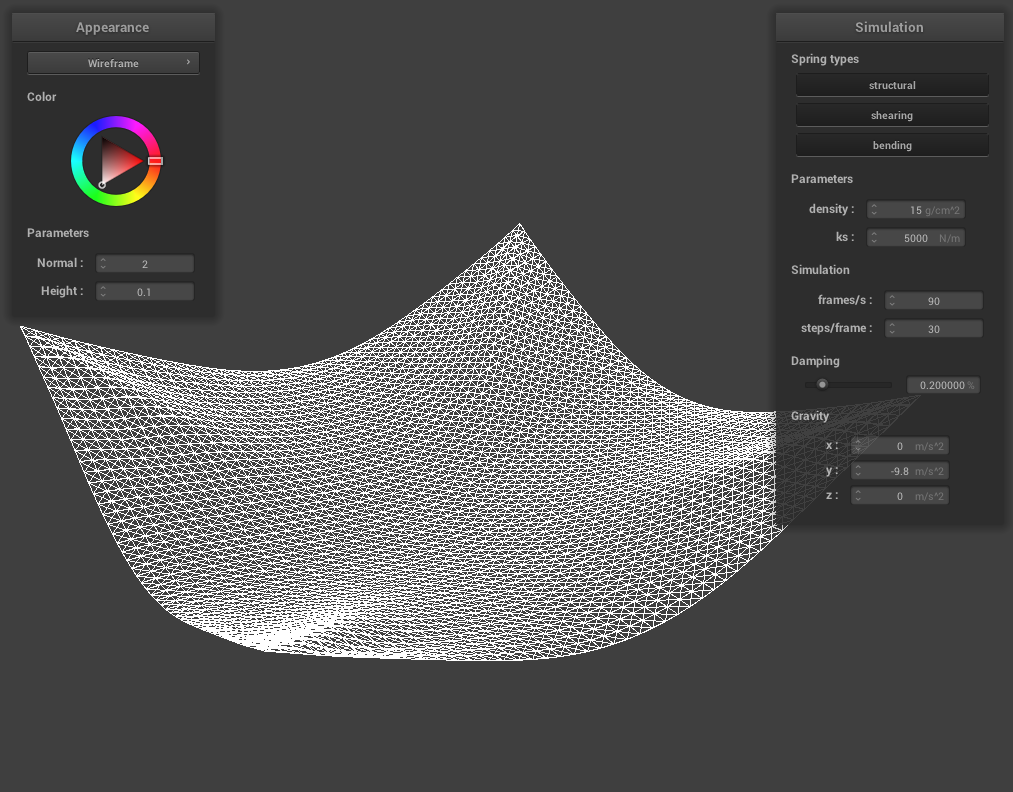 Appearance
Wireframe ›
Color
Parameters
Normal : 2
Height : 0.1
Simulation
Spring types
structural
shearing
bending
Parameters
density : 15 g/cm^2
ks : 5000 N/m
Simulation
frames/s : 90
steps/frame : 30
Damping
0.200000 %
Gravity
x : 0 m/s^2
y : -9.8 m/s^2
z : 0 m/s^2